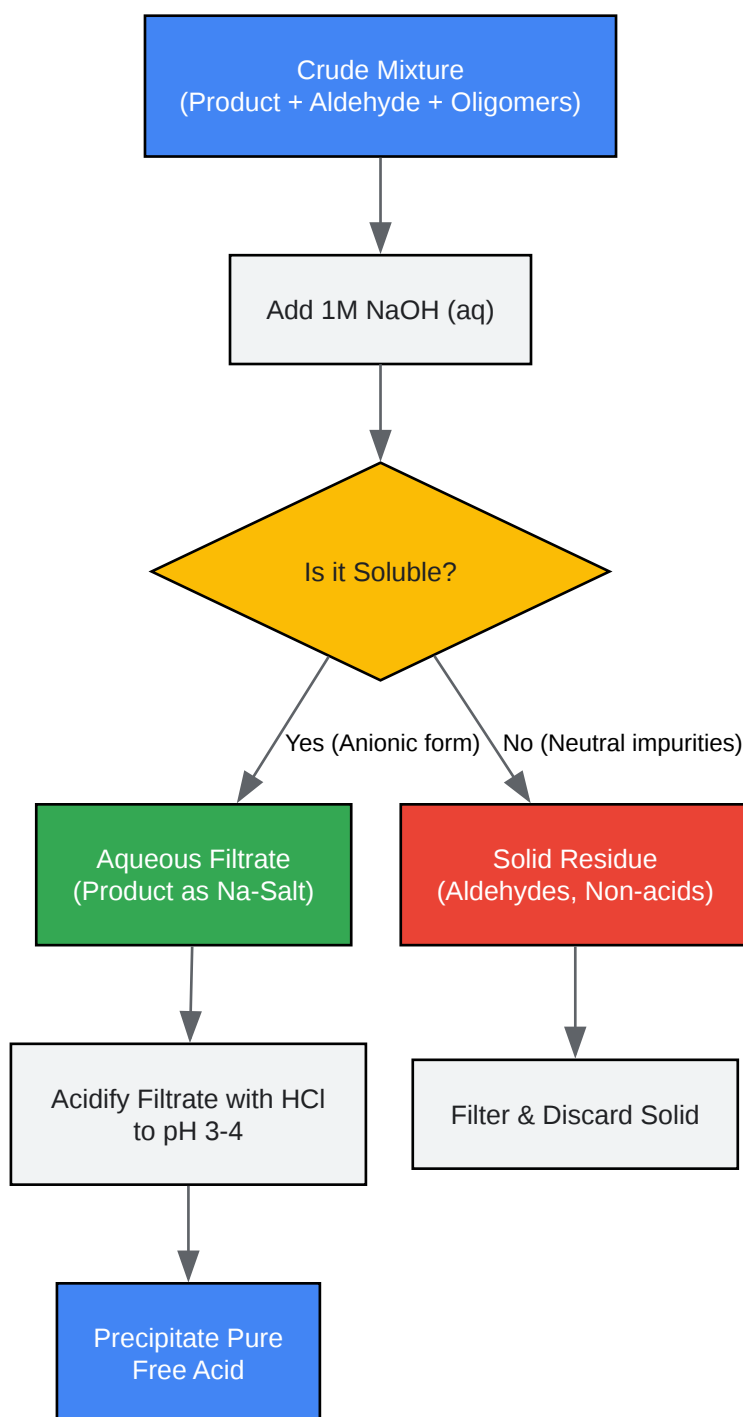 Crude Mixture
(Product + Aldehyde + Oligomers)
Add 1M NaOH (aq)
Is it Soluble?
Yes (Anionic form)
No (Neutral impurities)
Aqueous Filtrate
(Product as Na-Salt)
Solid Residue
(Aldehydes, Non-acids)
Acidify Filtrate with HCl
to pH 3-4
Filter & Discard Solid
Precipitate Pure
Free Acid